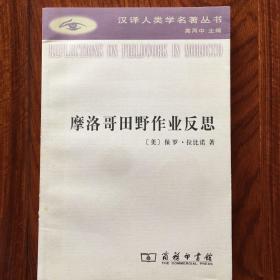 汉译人类学名著丛书
高丙中 主编
REFLECTIONS ON FIELDWORK IN MOROCCO
摩洛哥田野作业反思
〔美〕保罗·拉比诺 著
商务印书馆
THE COMMERCIAL PRESS